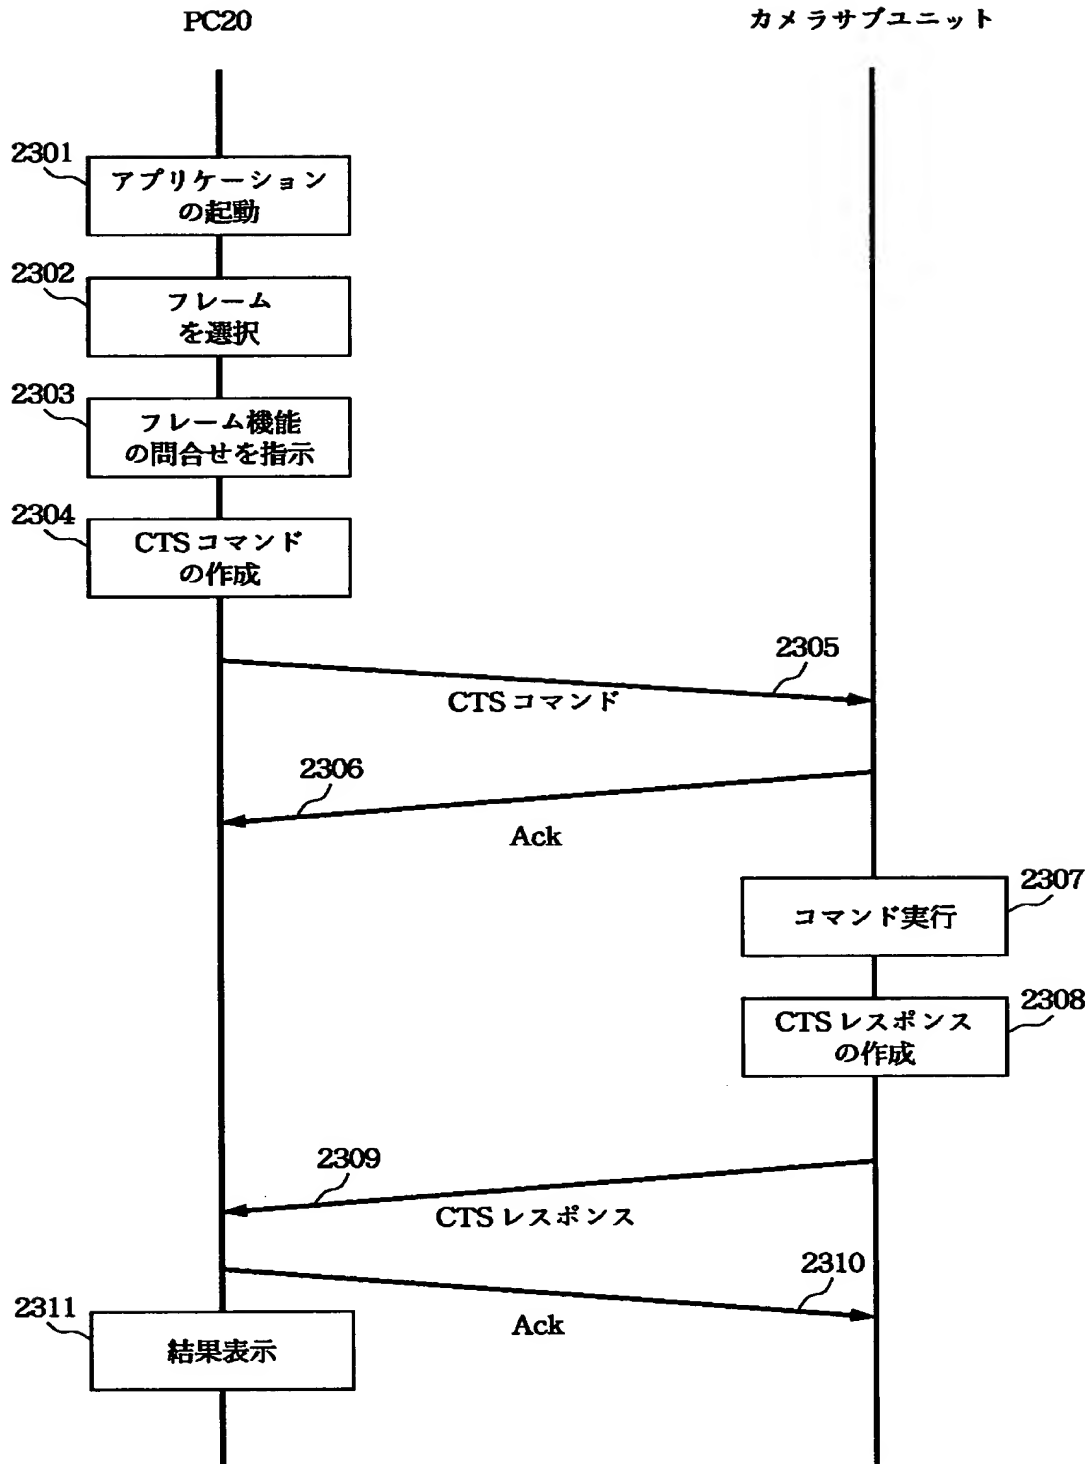 PC20
カメラサブユニット
2301
アプリケーション
の起動
2302
フレーム
を選択
2303
フレーム機能
の問合せを指示
2304
CTSコマンド
の作成
2305
CTSコマンド
2306
Ack
2307
コマンド実行
2308
CTSレスポンス
の作成
2309
CTSレスポンス
2310
Ack
2311
結果表示